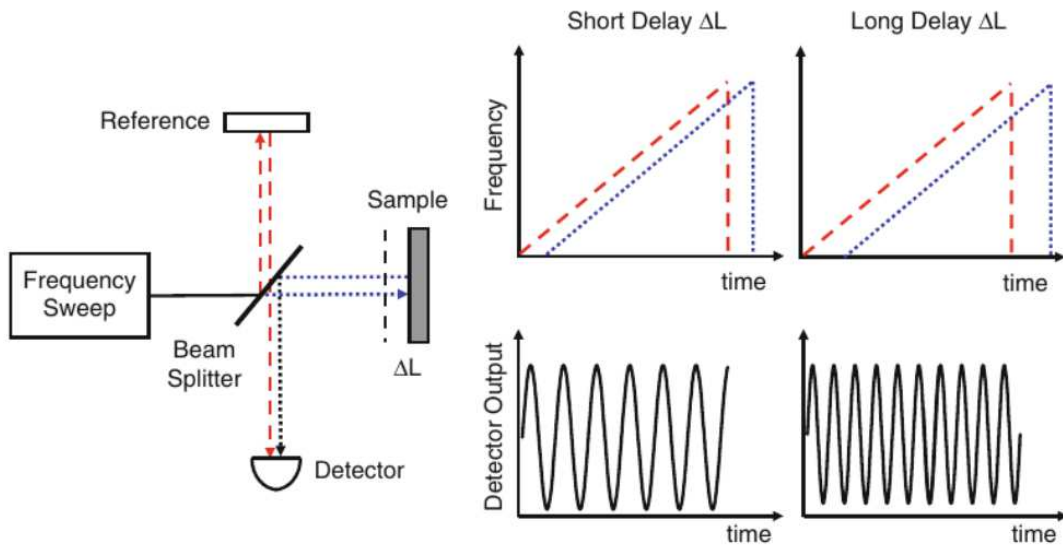 Reference
Sample
Frequency
Sweep
Beam
Splitter
ΔL
Detector
Short Delay ΔL
Long Delay ΔL
Frequency
time
time
Detector Output
time
time